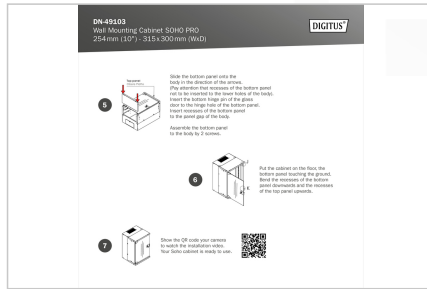 DN-49103
Wall Mounting Cabinet SOHO PRO
254 mm (10") - 315 x 300 mm (WxD)
DIGITUS®
Slide the bottom panel onto the
body in the direction of the arrows.
(Pay attention that recesses of the bottom panel
not to be inserted to the lower holes of the body).
Insert the bottom hinge pin of the glass
door to the hinge hole of the bottom panel.
Insert recesses of the bottom panel
to the panel gap of the body.
Assemble the bottom panel
to the body by 2 screws.
5
6
Put the cabinet on the floor, the
bottom panel touching the ground.
Bend the recesses of the bottom
panel downwards and the recesses
of the top panel upwards.
7
Show the QR code your camera
to watch the installation video.
Your Soho cabinet is ready to use.